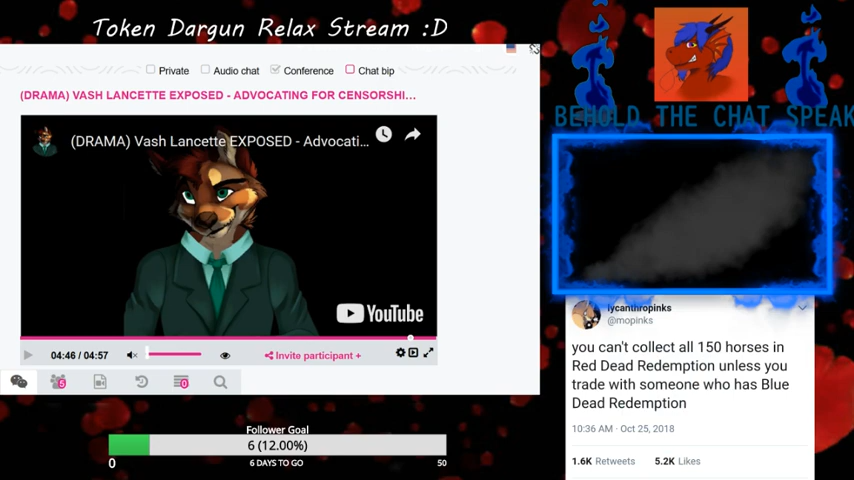 Token Dargun Relax Stream :D
Private Audio chat Conference Chat bip
(DRAMA) VASH LANCETTE EXPOSED - ADVOCATING FOR CENSORSHI...
(DRAMA) Vash Lancette EXPOSED - Advocati...
YouTube
04:46 / 04:57
Invite participant +
5
0
Follower Goal
6 (12.00%)
0
6 DAYS TO GO
50
BEHOLD THE CHAT SPEAK
lycanthropinks
@mopinks
you can't collect all 150 horses in
Red Dead Redemption unless you
trade with someone who has Blue
Dead Redemption
10:36 AM · Oct 25, 2018
1.6K Retweets 5.2K Likes